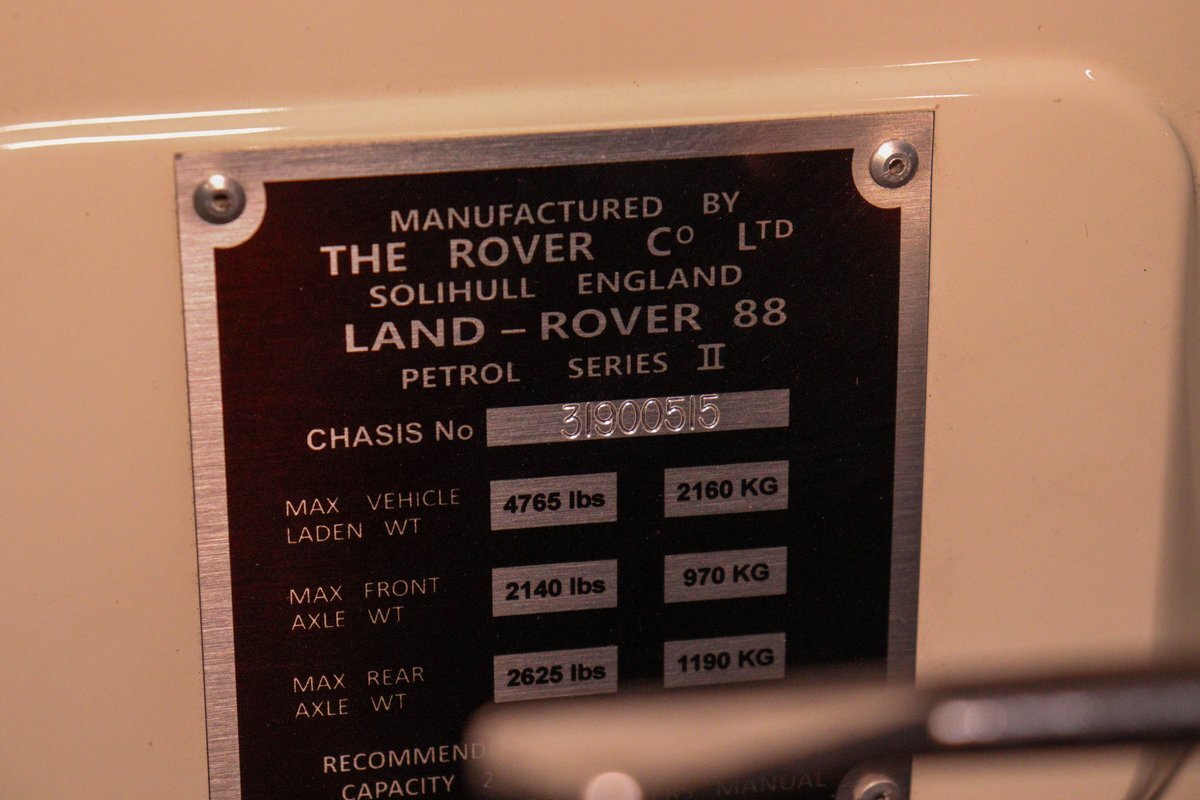 MANUFACTURED BY
THE ROVER Cº LTD
SOLIHULL ENGLAND
LAND – ROVER 88
PETROL SERIES II
CHASIS No 31900515
MAX VEHICLE LADEN WT 4765 lbs 2160 KG
MAX FRONT AXLE WT 2140 lbs 970 KG
MAX REAR AXLE WT 2625 lbs 1190 KG
CAPACITY 2 MANUAL